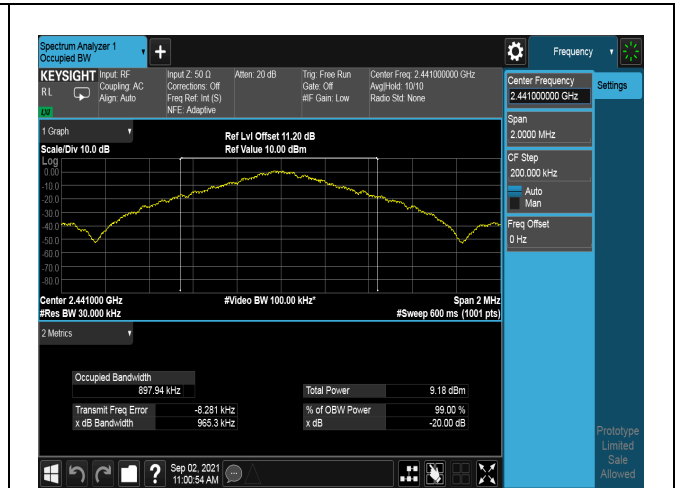 Spectrum Analyzer 1
Occupied BW
Frequency
KEYSIGHT
R L
LW
Input: RF
Coupling: AC
Align: Auto
Input Z: 50 Ω
Corrections: Off
Freq Ref: Int (S)
NFE: Adaptive
Atten: 20 dB
Trig: Free Run
Gate: Off
#IF Gain: Low
Center Freq: 2.441000000 GHz
Avg|Hold: 10/10
Radio Std: None
Center Frequency
2.441000000 GHz
Settings
Span
2.0000 MHz
CF Step
200.000 kHz
Auto
Man
Freq Offset
0 Hz
1 Graph
Scale/Div 10.0 dB
Ref Lvl Offset 11.20 dB
Ref Value 10.00 dBm
Log
0.00
-10.0
-20.0
-30.0
-40.0
-50.0
-60.0
-70.0
-80.0
Center 2.441000 GHz
#Res BW 30.000 kHz
#Video BW 100.00 kHz*
Span 2 MHz
#Sweep 600 ms (1001 pts)
2 Metrics
Occupied Bandwidth
897.94 kHz
Total Power 9.18 dBm
Transmit Freq Error -8.281 kHz
% of OBW Power 99.00 %
x dB Bandwidth 965.3 kHz
x dB -20.00 dB
Prototype
Limited
Sale
Allowed
?
Sep 02, 2021
11:00:54 AM